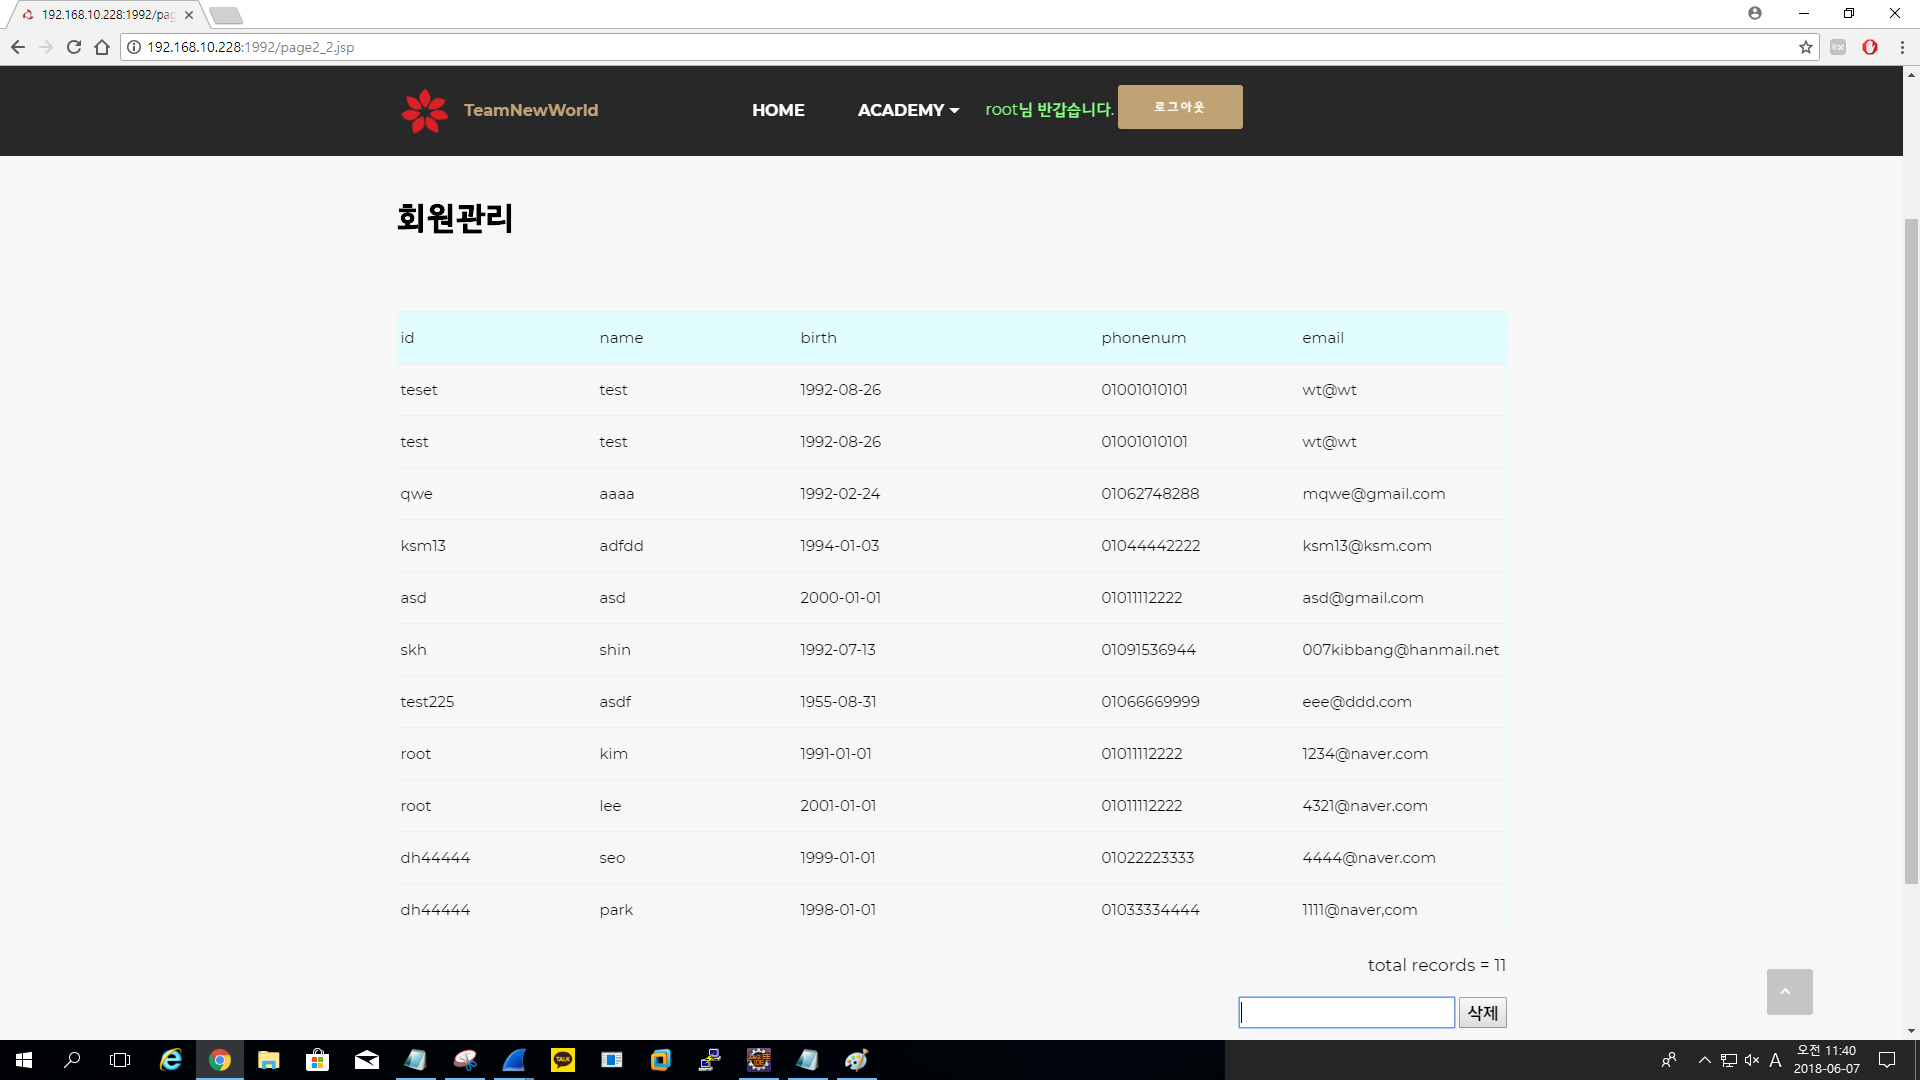 192.168.10.228:1992/pag
192.168.10.228:1992/page2_2.jsp
TeamNewWorld
HOME
ACADEMY
root님 반갑습니다.
로그아웃
회원관리
id name birth phonenum email
teset test 1992-08-26 01001010101 wt@wt
test test 1992-08-26 01001010101 wt@wt
qwe aaaa 1992-02-24 01062748288 mqwe@gmail.com
ksm13 adfdd 1994-01-03 01044442222 ksm13@ksm.com
asd asd 2000-01-01 01011112222 asd@gmail.com
skh shin 1992-07-13 01091536944 007kibbang@hanmail.net
test225 asdf 1955-08-31 01066669999 eee@ddd.com
root kim 1991-01-01 01011112222 1234@naver.com
root lee 2001-01-01 01011112222 4321@naver.com
dh44444 seo 1999-01-01 01022223333 4444@naver.com
dh44444 park 1998-01-01 01033334444 1111@naver,com
total records = 11
삭제
TALK
A
오전 11:40
2018-06-07